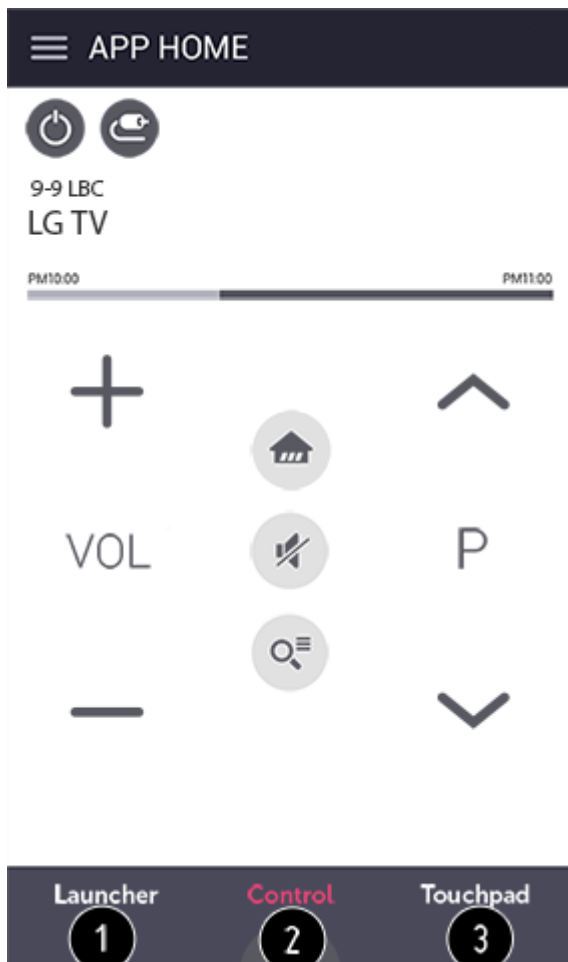 APP HOME
9-9 LBC
LG TV
PM10:00 PM11:00
VOL P
Launcher Control Touchpad
1 2 3